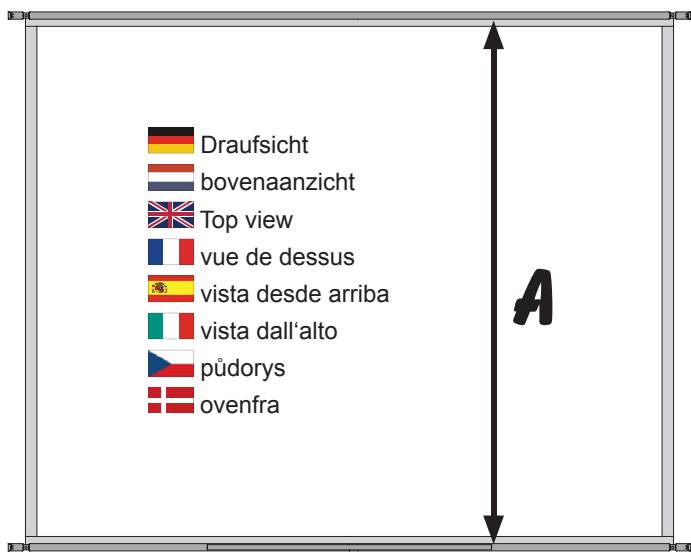 Draufsicht
bovenaanzicht
Top view
vue de dessus
vista desde arriba
A
vista dall‘alto
půdorys
ovenfra